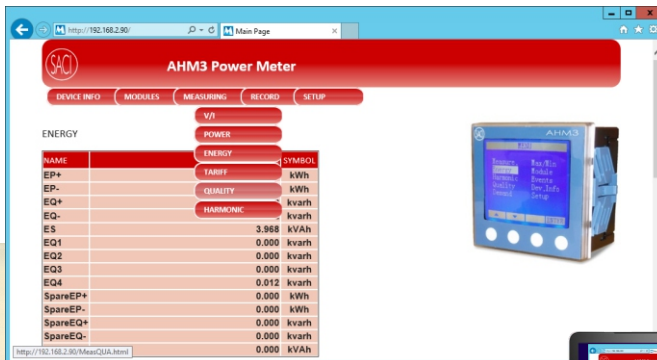 http://192.168.2.90/
Main Page
SACI
AHM3 Power Meter
DEVICE INFO
MODULES
MEASURING
RECORD
SETUP
V/I
POWER
ENERGY
TARIFF
QUALITY
HARMONIC
ENERGY
NAME SYMBOL
EP+ kWh
EP- kWh
EQ+ kvarh
EQ- kvarh
ES 3.968 kVAh
EQ1 0.000 kvarh
EQ2 0.000 kvarh
EQ3 0.000 kvarh
EQ4 0.012 kvarh
SpareEP+ 0.000 kWh
SpareEP- 0.000 kWh
SpareEQ+ 0.000 kvarh
SpareEQ- 0.000 kvarh
0.000 kVAh
http://192.168.2.90/MeasQUA.html
AHM3
Measure Max/Min
Energy Module
Harmonic Events
Quality Dev_Info
Demand Setup